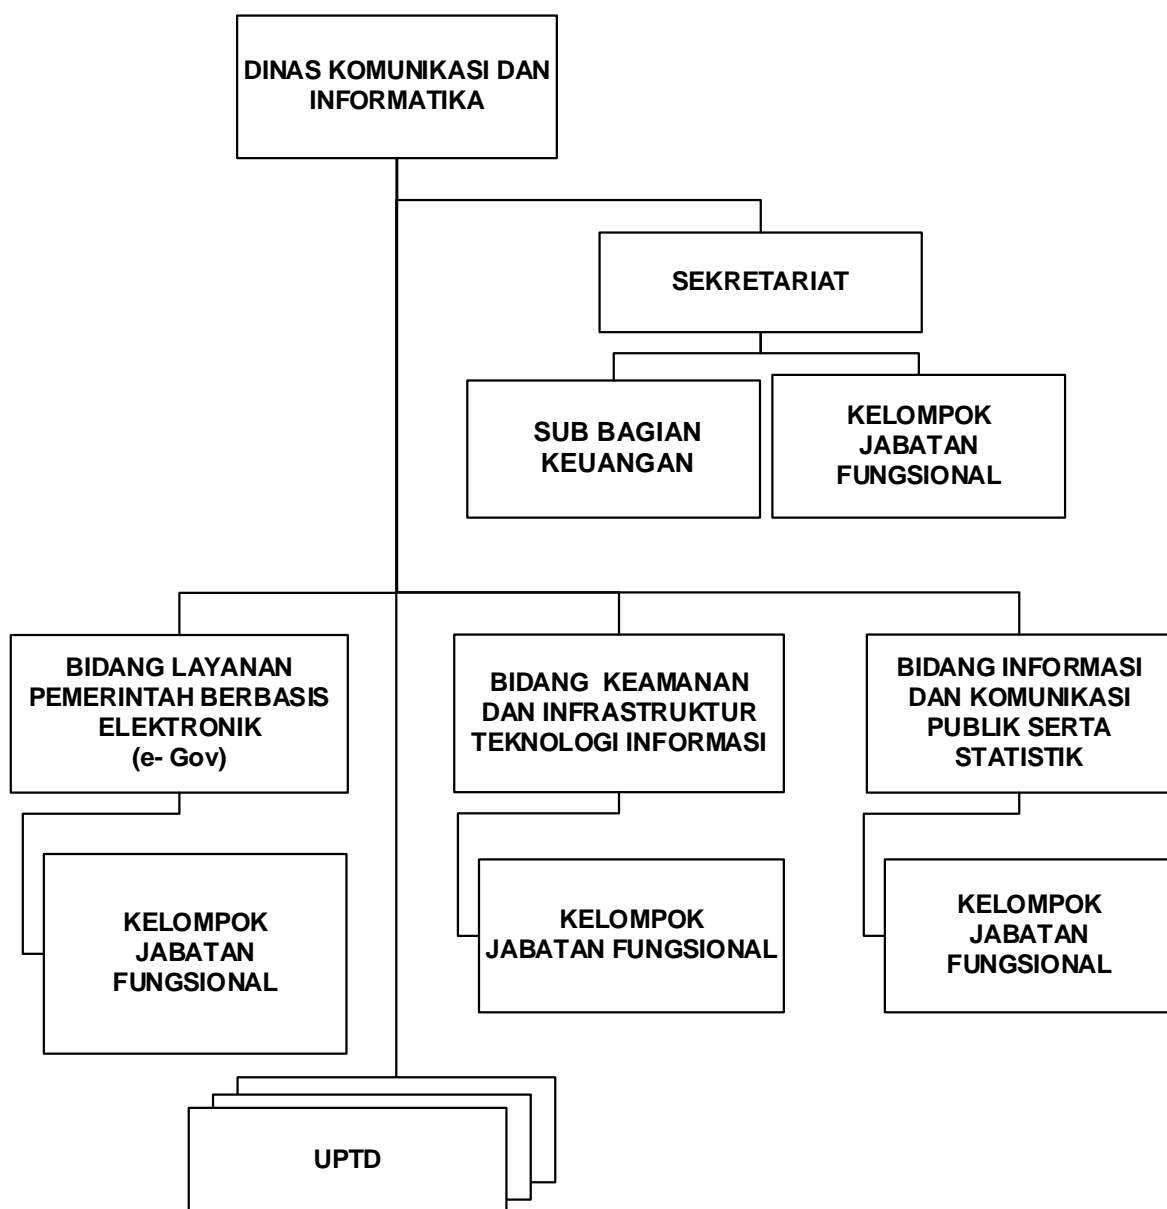 DINAS KOMUNIKASI DAN
INFORMATIKA
SEKRETARIAT
SUB BAGIAN
KEUANGAN
KELOMPOK
JABATAN
FUNGSIONAL
BIDANG LAYANAN
PEMERINTAH BERBASIS
ELEKTRONIK
(e- Gov)
BIDANG  KEAMANAN
DAN INFRASTRUKTUR
TEKNOLOGI INFORMASI
BIDANG INFORMASI
DAN KOMUNIKASI
PUBLIK SERTA
STATISTIK
KELOMPOK
JABATAN
FUNGSIONAL
KELOMPOK
JABATAN FUNGSIONAL
KELOMPOK
JABATAN
FUNGSIONAL
UPTD